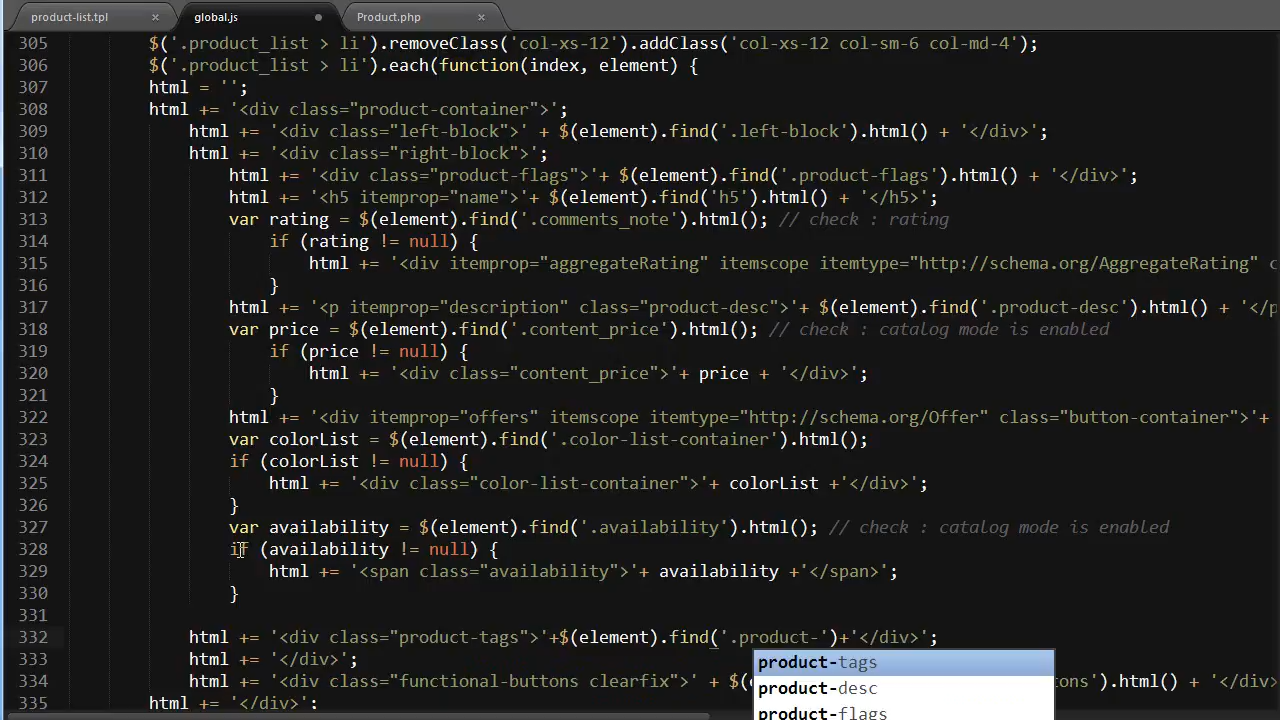 product-list.tpl × global.js Product.php ×
305 $('.product_list > li').removeClass('col-xs-12').addClass('col-xs-12 col-sm-6 col-md-4');
306 $('.product_list > li').each(function(index, element) {
307 html = '';
308 html += '<div class="product-container">';
309 html += '<div class="left-block">' + $(element).find('.left-block').html() + '</div>';
310 html += '<div class="right-block">';
311 html += '<div class="product-flags">'+ $(element).find('.product-flags').html() + '</div>';
312 html += '<h5 itemprop="name">'+ $(element).find('h5').html() + '</h5>';
313 var rating = $(element).find('.comments_note').html(); // check : rating
314 if (rating != null) {
315 html += '<div itemprop="aggregateRating" itemscope itemtype="http://schema.org/AggregateRating" c
316 }
317 html += '<p itemprop="description" class="product-desc">'+ $(element).find('.product-desc').html() + '</p
318 var price = $(element).find('.content_price').html(); // check : catalog mode is enabled
319 if (price != null) {
320 html += '<div class="content_price">'+ price + '</div>';
321 }
322 html += '<div itemprop="offers" itemscope itemtype="http://schema.org/Offer" class="button-container">'+
323 var colorList = $(element).find('.color-list-container').html();
324 if (colorList != null) {
325 html += '<div class="color-list-container">'+ colorList +'</div>';
326 }
327 var availability = $(element).find('.availability').html(); // check : catalog mode is enabled
328 if (availability != null) {
329 html += '<span class="availability">'+ availability +'</span>';
330 }
331
332 html += '<div class="product-tags">'+$(element).find('.product-')+'</div>';
333 html += '</div>';
product-tags
334 html += '<div class="functional-buttons clearfix">' + $(e ons').html() + '</div>
product-desc
335 html += '</div>';
product-flags